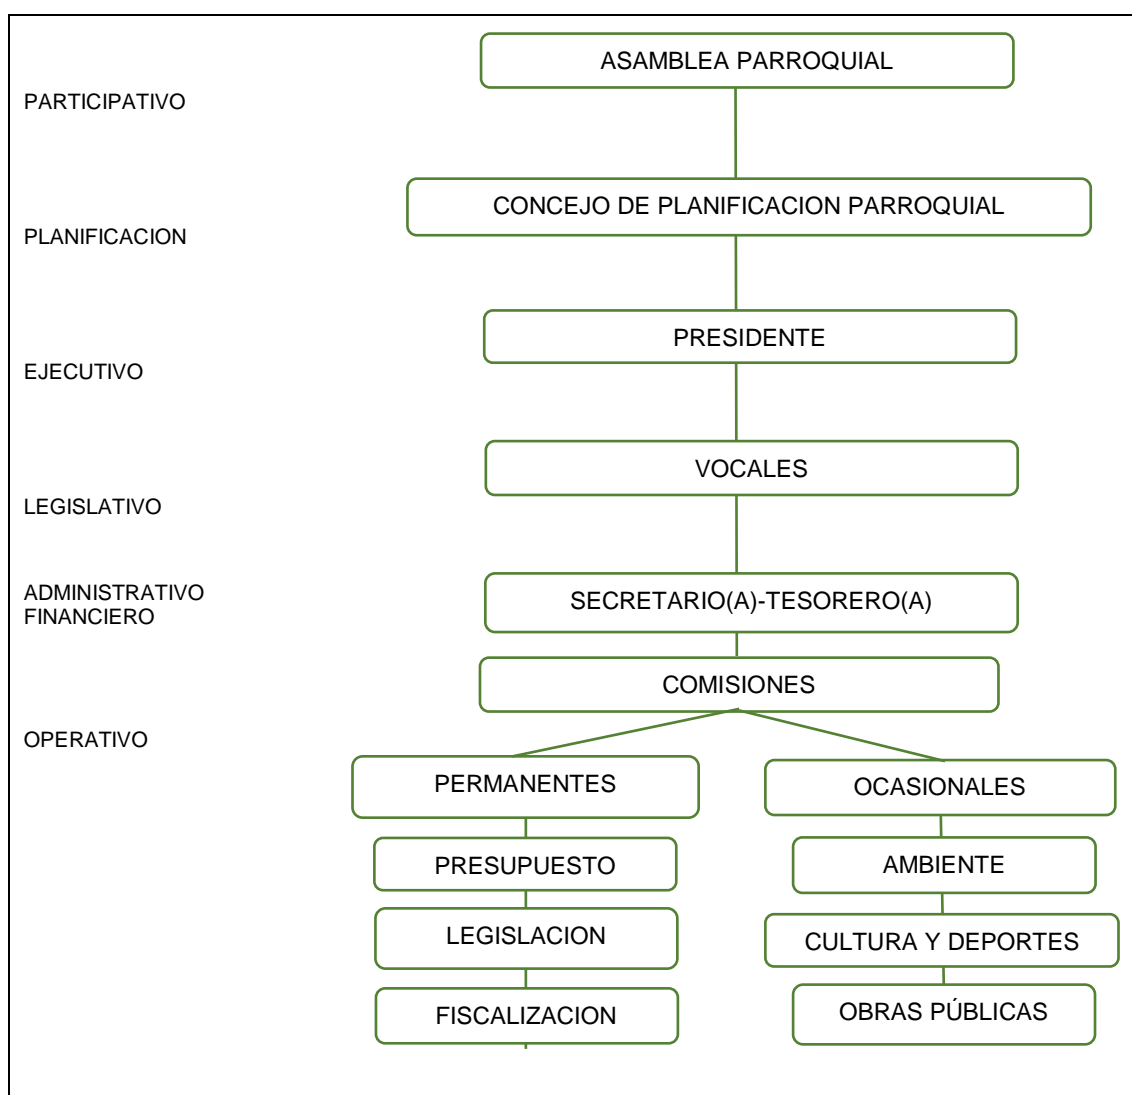 ASAMBLEA PARROQUIAL
PARTICIPATIVO
CONCEJO DE PLANIFICACION PARROQUIAL
PLANIFICACION
PRESIDENTE
EJECUTIVO
VOCALES
LEGISLATIVO
ADMINISTRATIVO
FINANCIERO
SECRETARIO(A)-TESORERO(A)
COMISIONES
OPERATIVO
PERMANENTES
OCASIONALES
PRESUPUESTO
AMBIENTE
LEGISLACION
CULTURA Y DEPORTES
FISCALIZACION
OBRAS PÚBLICAS